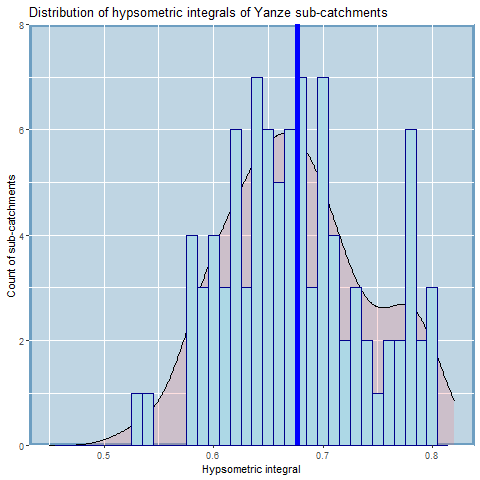 Distribution of hypsometric integrals of Yanze sub-catchments
Count of sub-catchments
8
6
4
2
0
0.5 0.6 0.7 0.8
Hypsometric integral